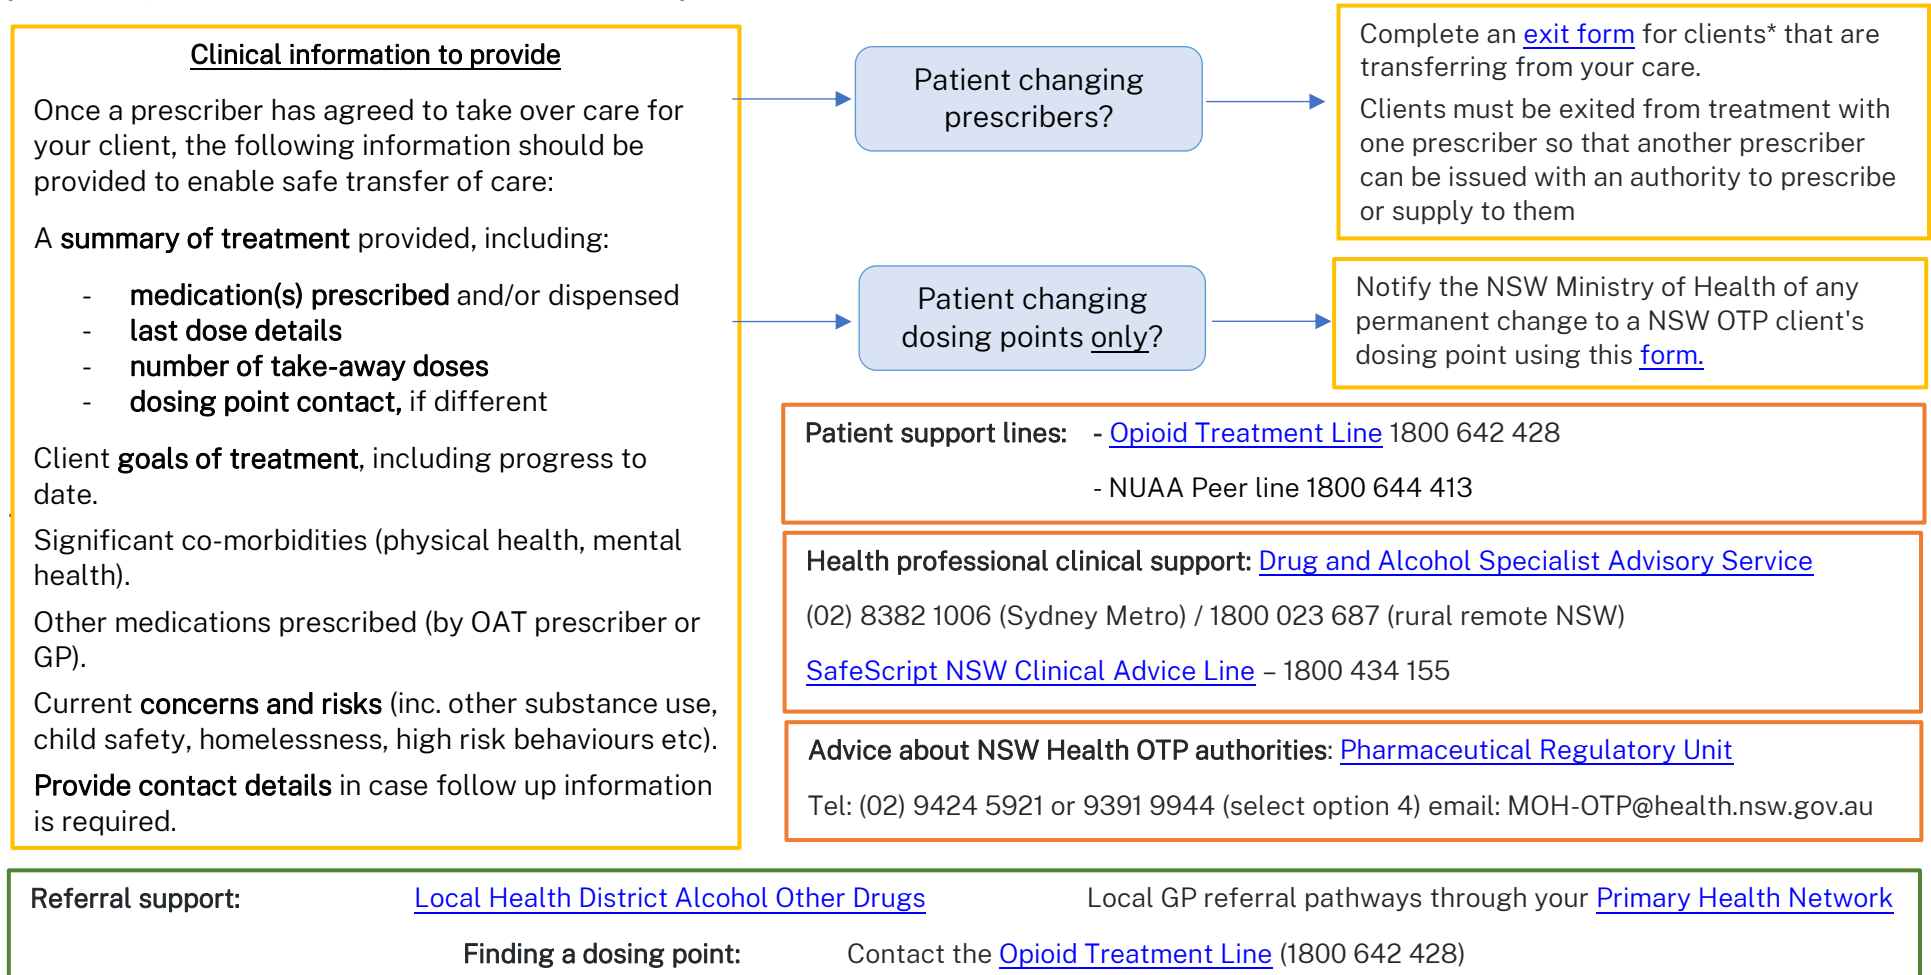 Clinical information to provide
Once a prescriber has agreed to take over care for
your client, the following information should be
provided to enable safe transfer of care:
A summary of treatment provided, including:
- medication(s) prescribed and/or dispensed
- last dose details
- number of take-away doses
- dosing point contact, if different
Client goals of treatment, including progress to
date.
Significant co-morbidities (physical health, mental
health).
Other medications prescribed (by OAT prescriber or
GP).
Current concerns and risks (inc. other substance use,
child safety, homelessness, high risk behaviours etc).
Provide contact details in case follow up information
is required.
Patient changing
prescribers?
Complete an exit form for clients* that are
transferring from your care.
Clients must be exited from treatment with
one prescriber so that another prescriber
can be issued with an authority to prescribe
or supply to them
Patient changing
dosing points only?
Notify the NSW Ministry of Health of any
permanent change to a NSW OTP client's
dosing point using this form.
Patient support lines: - Opioid Treatment Line 1800 642 428
- NUAA Peer line 1800 644 413
Health professional clinical support: Drug and Alcohol Specialist Advisory Service
(02) 8382 1006 (Sydney Metro) / 1800 023 687 (rural remote NSW)
SafeScript NSW Clinical Advice Line – 1800 434 155
Advice about NSW Health OTP authorities: Pharmaceutical Regulatory Unit
Tel: (02) 9424 5921 or 9391 9944 (select option 4) email: MOH-OTP@health.nsw.gov.au
Referral support: Local Health District Alcohol Other Drugs Local GP referral pathways through your Primary Health Network
Finding a dosing point: Contact the Opioid Treatment Line (1800 642 428)